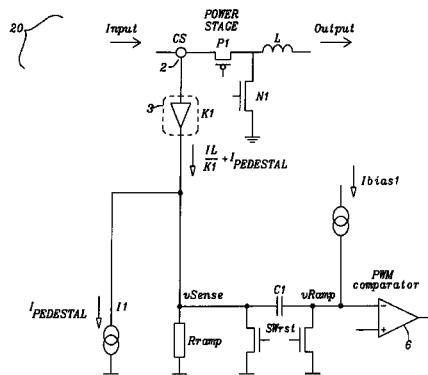 20
Input
CS
POWER
STAGE
P1
L
Output
2
3
K1
N1
IL
K1
+ IPEDESTAL
Ibias1
IPEDESTAL
I1
vSense
C1
vRamp
PWM
comparator
Rramp
SWrst
-
+
6